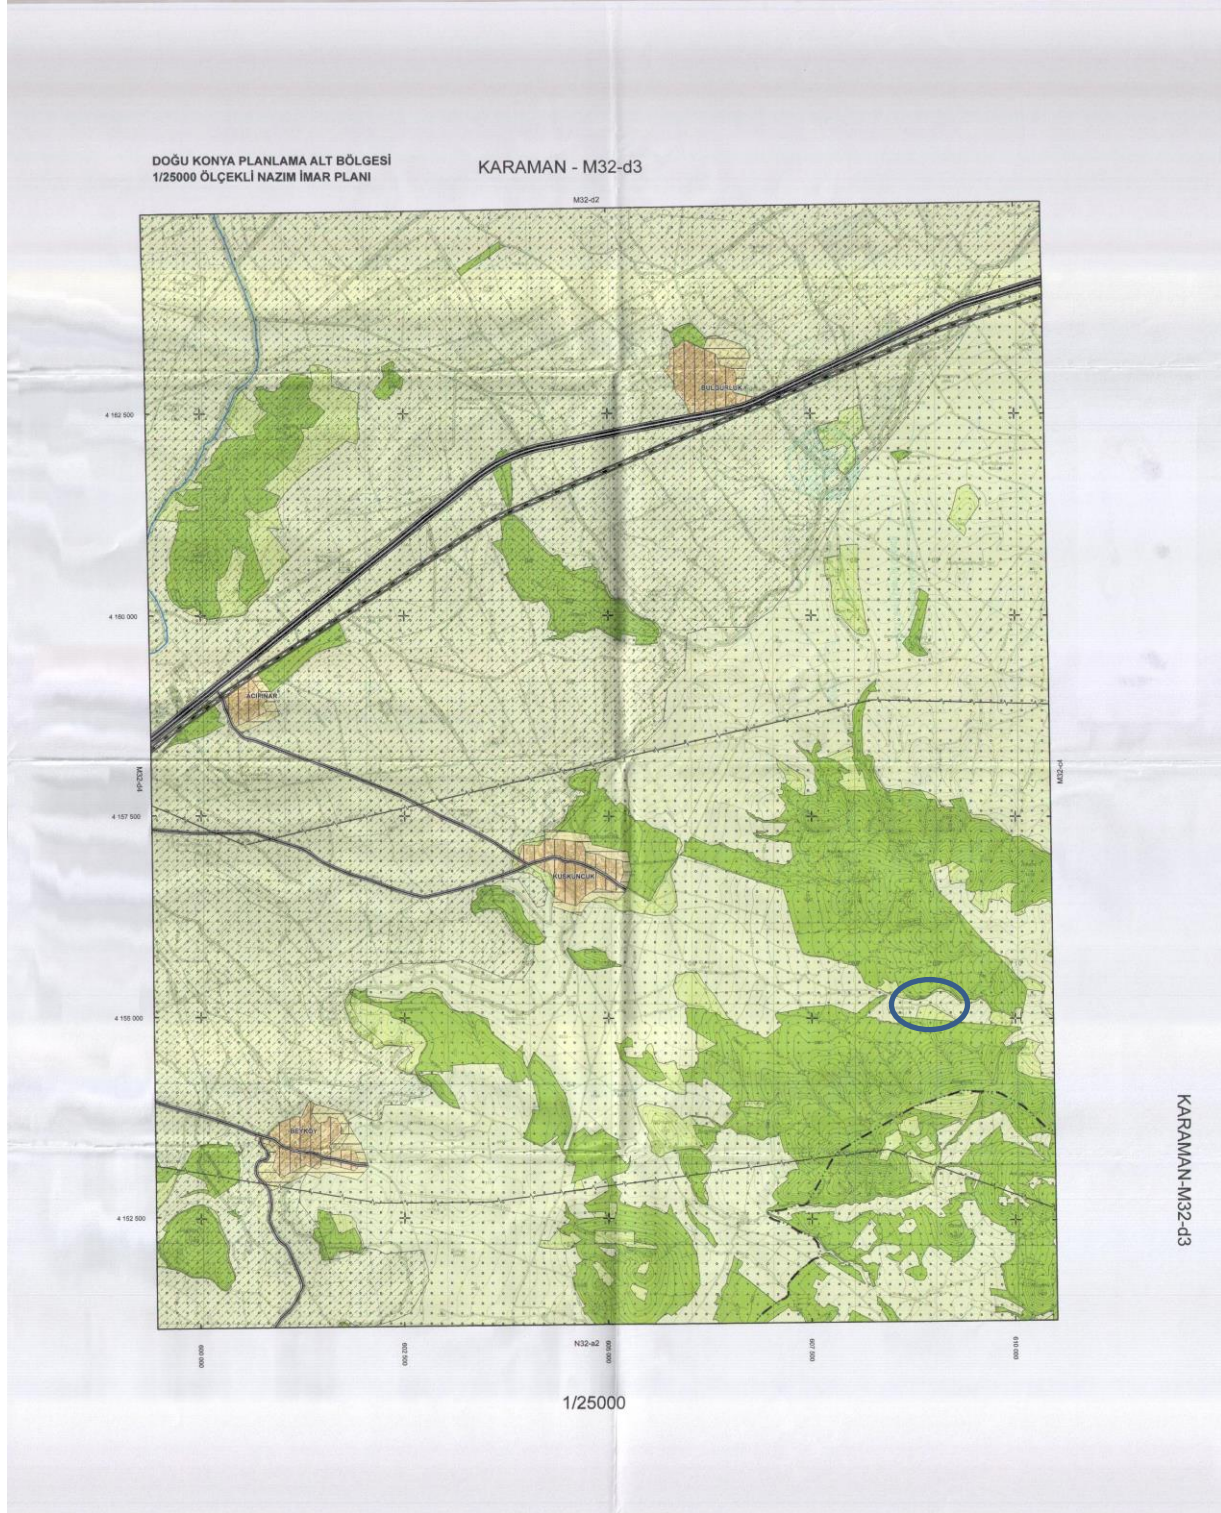 DOĞU KONYA PLANLAMA ALT BÖLGESİ
1/25000 ÖLÇEKLİ NAZIM İMAR PLANI
KARAMAN - M32-d3
M32-d2
BULGURLUK
4 162 500
4 150 000
ACIPINAR
M32-d4
M32-c4
4 157 500
KUŞKUNCUK
4 155 000
KARAMAN-M32-d3
BEYKÖY
4 152 500
N32-a2
600 000
602 500
605 000
607 500
610 000
1/25000